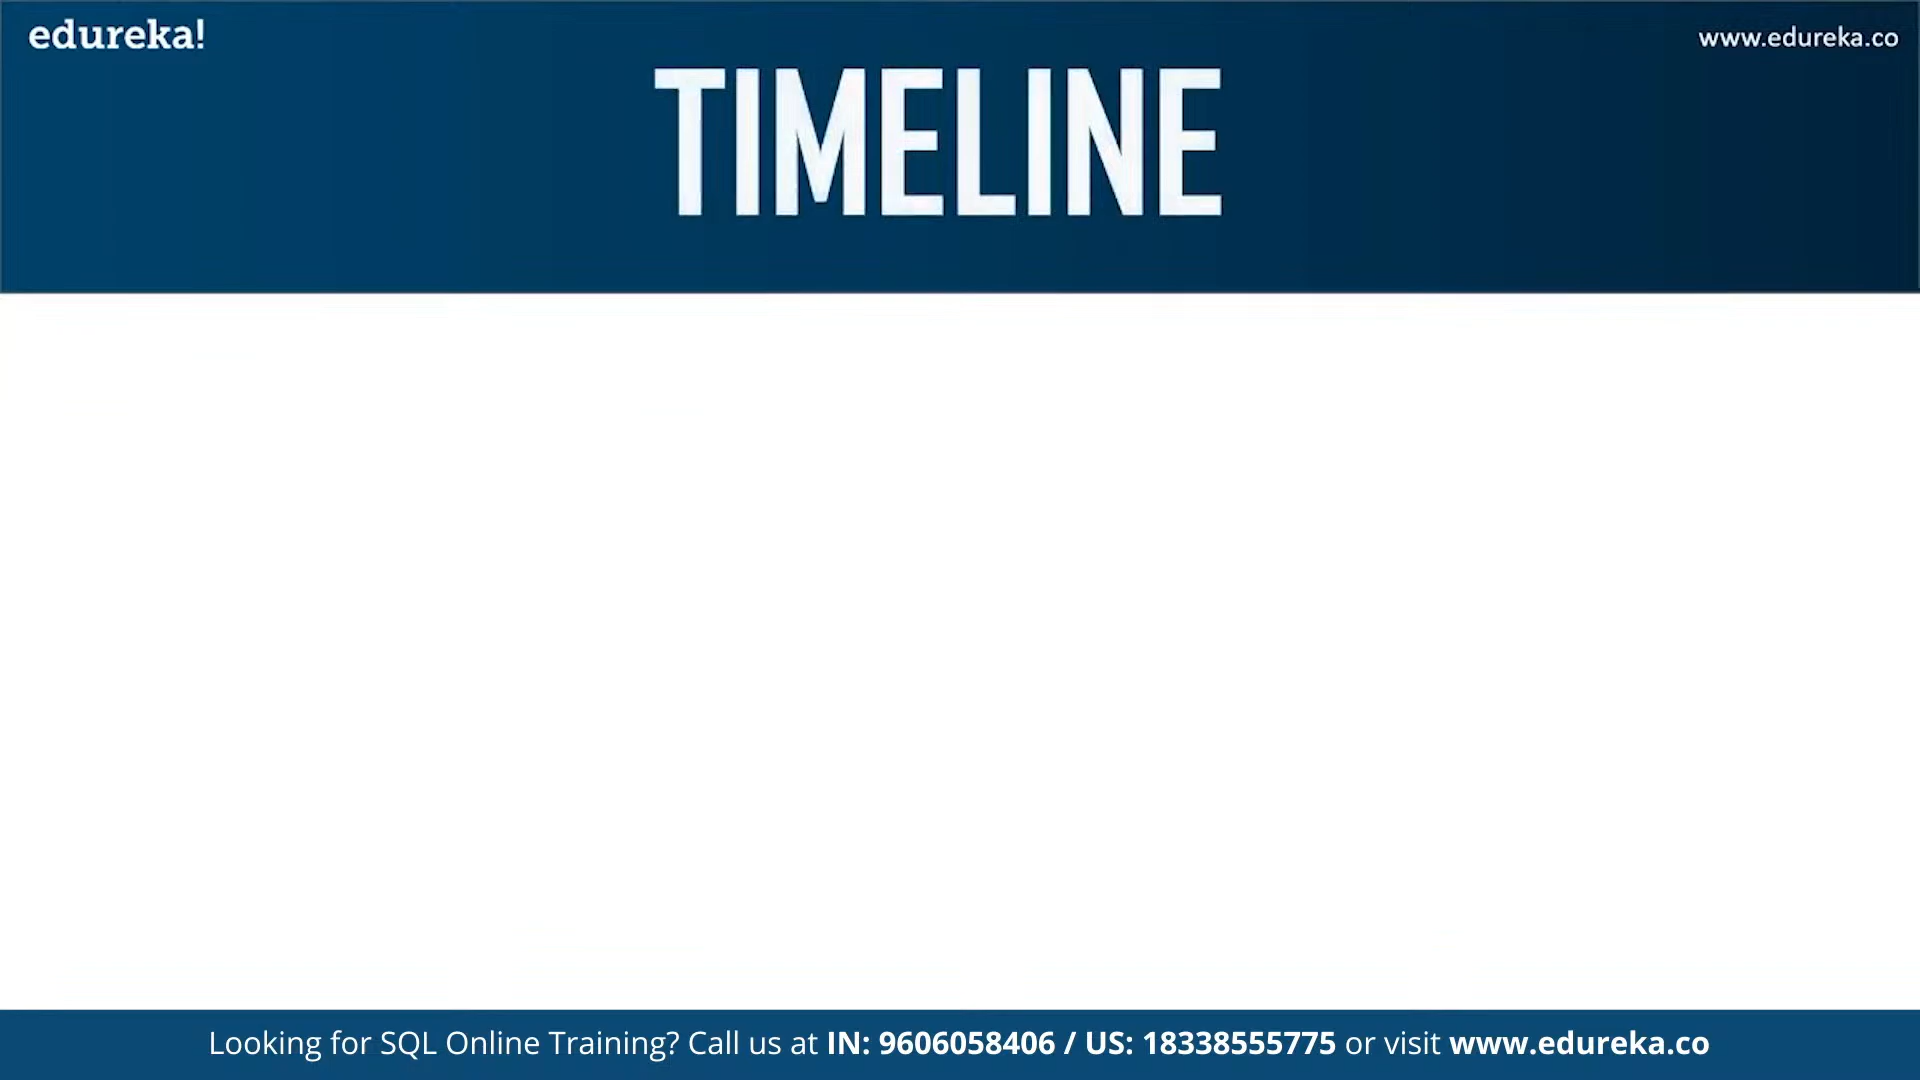 edureka!
www.edureka.co
TIMELINE
Looking for SQL Online Training? Call us at IN: 9606058406 / US: 18338555775 or visit www.edureka.co